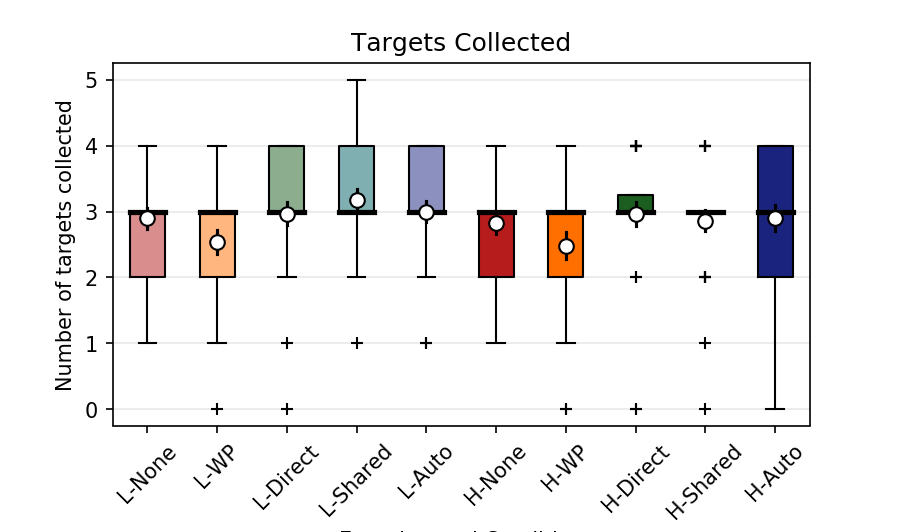 Targets Collected
Number of targets collected
5
4
3
2
1
0
L-None
L-WP
L-Direct
L-Shared
L-Auto
H-None
H-WP
H-Direct
H-Shared
H-Auto